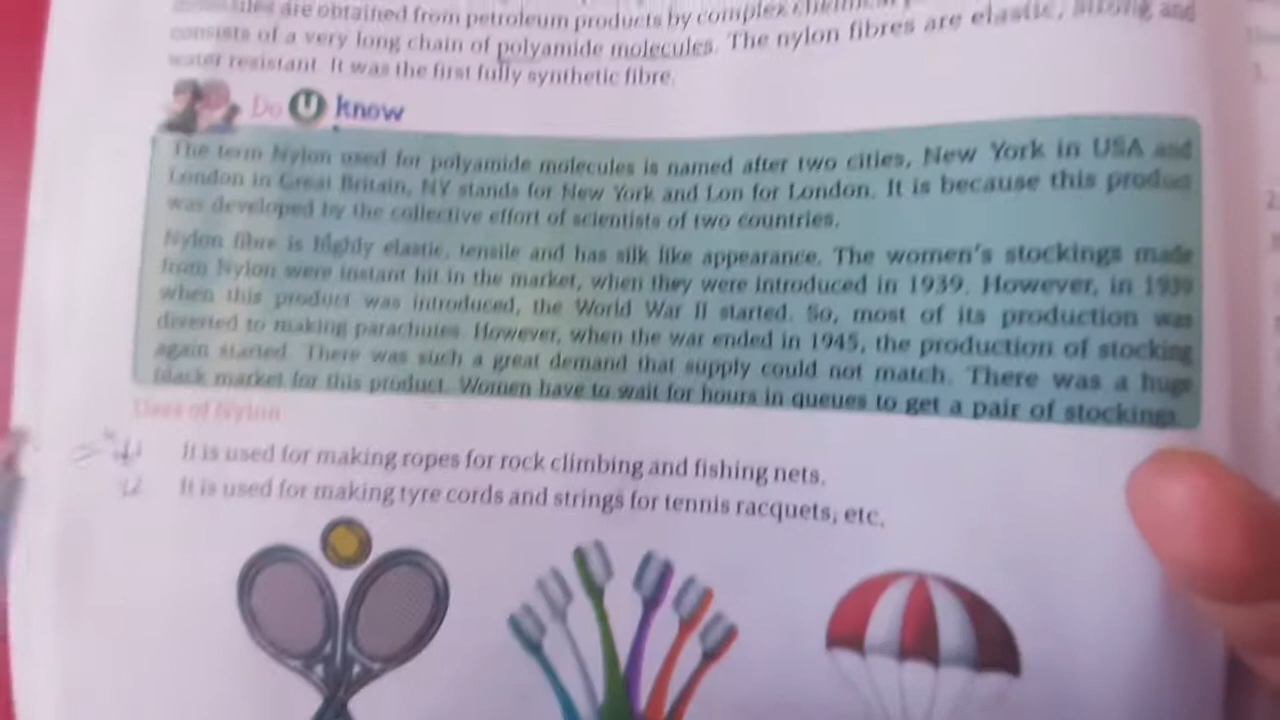 are obtained from petroleum products by complex
consists of a very long chain of polyamide molecules. The nylon fibres are elastic, strong and
water resistant. It was the first fully synthetic fibre.
Do U know
The term Nylon used for polyamide molecules is named after two cities, New York in USA and
London in Great Britain, NY stands for New York and Lon for London. It is because this product
was developed by the collective effort of scientists of two countries.
Nylon fibre is highly elastic, tensile and has silk like appearance. The women's stockings made
from Nylon were instant hit in the market, when they were introduced in 1939. However, in 1939
when this product was introduced, the World War II started. So, most of its production was
diverted to making parachutes. However, when the war ended in 1945, the production of stocking
again started. There was such a great demand that supply could not match. There was a huge
black market for this product. Women have to wait for hours in queues to get a pair of stockings.
Uses of Nylon
1. It is used for making ropes for rock climbing and fishing nets.
2. It is used for making tyre cords and strings for tennis racquets, etc.